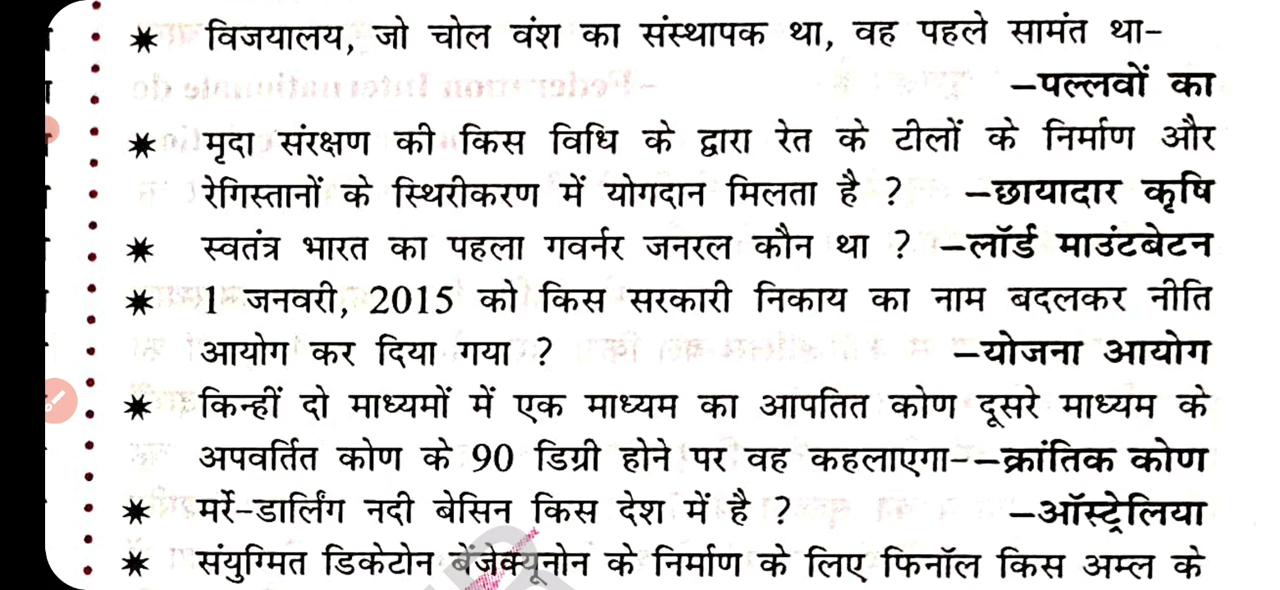 ✷ विजयालय, जो चोल वंश का संस्थापक था, वह पहले सामंत था-
–पल्लवों का
✷ मृदा संरक्षण की किस विधि के द्वारा रेत के टीलों के निर्माण और
रेगिस्तानों के स्थिरीकरण में योगदान मिलता है ? –छायादार कृषि
✷ स्वतंत्र भारत का पहला गवर्नर जनरल कौन था ? –लॉर्ड माउंटबेटन
✷ 1 जनवरी, 2015 को किस सरकारी निकाय का नाम बदलकर नीति
आयोग कर दिया गया ? –योजना आयोग
✷ किन्हीं दो माध्यमों में एक माध्यम का आपतित कोण दूसरे माध्यम के
अपवर्तित कोण के 90 डिग्री होने पर वह कहलाएगा-–क्रांतिक कोण
✷ मर्रे-डार्लिंग नदी बेसिन किस देश में है ? –ऑस्ट्रेलिया
✷ संयुग्मित डिकेटोन बेंजेक्यूनोन के निर्माण के लिए फिनॉल किस अम्ल के